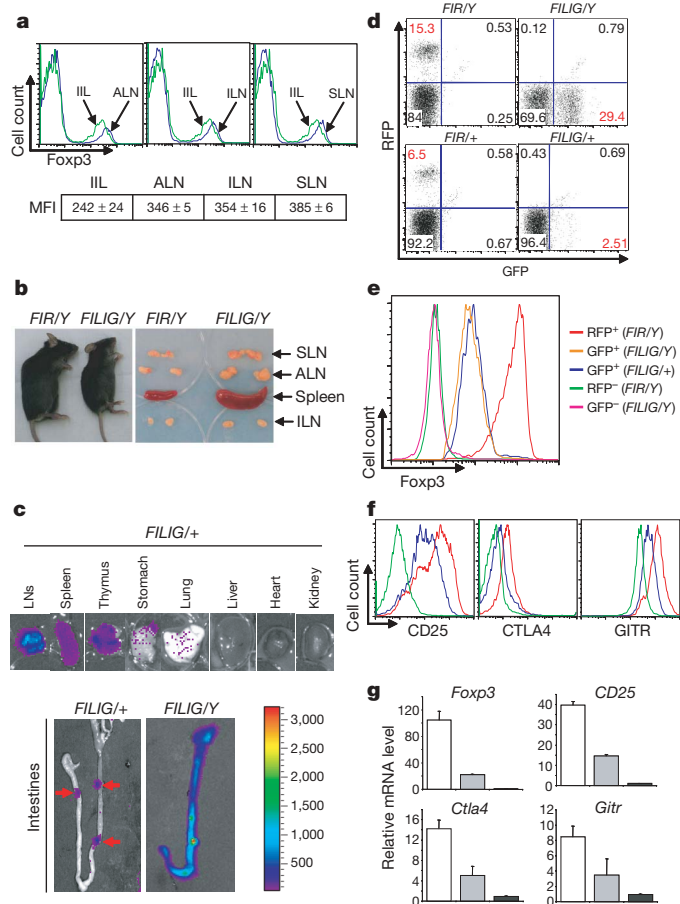 a
IIL ALN IIL ILN IIL SLN
Cell count
Foxp3
IIL ALN ILN SLN
MFI 242 ± 24 346 ± 5 354 ± 16 385 ± 6
b
FIR/Y FILIG/Y FIR/Y FILIG/Y
SLN
ALN
Spleen
ILN
c
FILIG/+
LNs Spleen Thymus Stomach Lung Liver Heart Kidney
FILIG/+ FILIG/Y
Intestines
3,000
2,500
2,000
1,500
1,000
500
d
FIR/Y FILIG/Y
15.3 0.53 0.12 0.79
84 0.25 69.6 29.4
FIR/+ FILIG/+
6.5 0.58 0.43 0.69
92.2 0.67 96.4 2.51
RFP
GFP
e
Cell count
Foxp3
RFP+ (FIR/Y)
GFP+ (FILIG/Y)
GFP+ (FILIG/+)
RFP− (FIR/Y)
GFP− (FILIG/Y)
f
Cell count
CD25 CTLA4 GITR
g
Relative mRNA level
Foxp3
120
80
40
0
CD25
40
30
20
10
0
Ctla4
16
12
8
4
0
Gitr
10
8
6
4
2
0